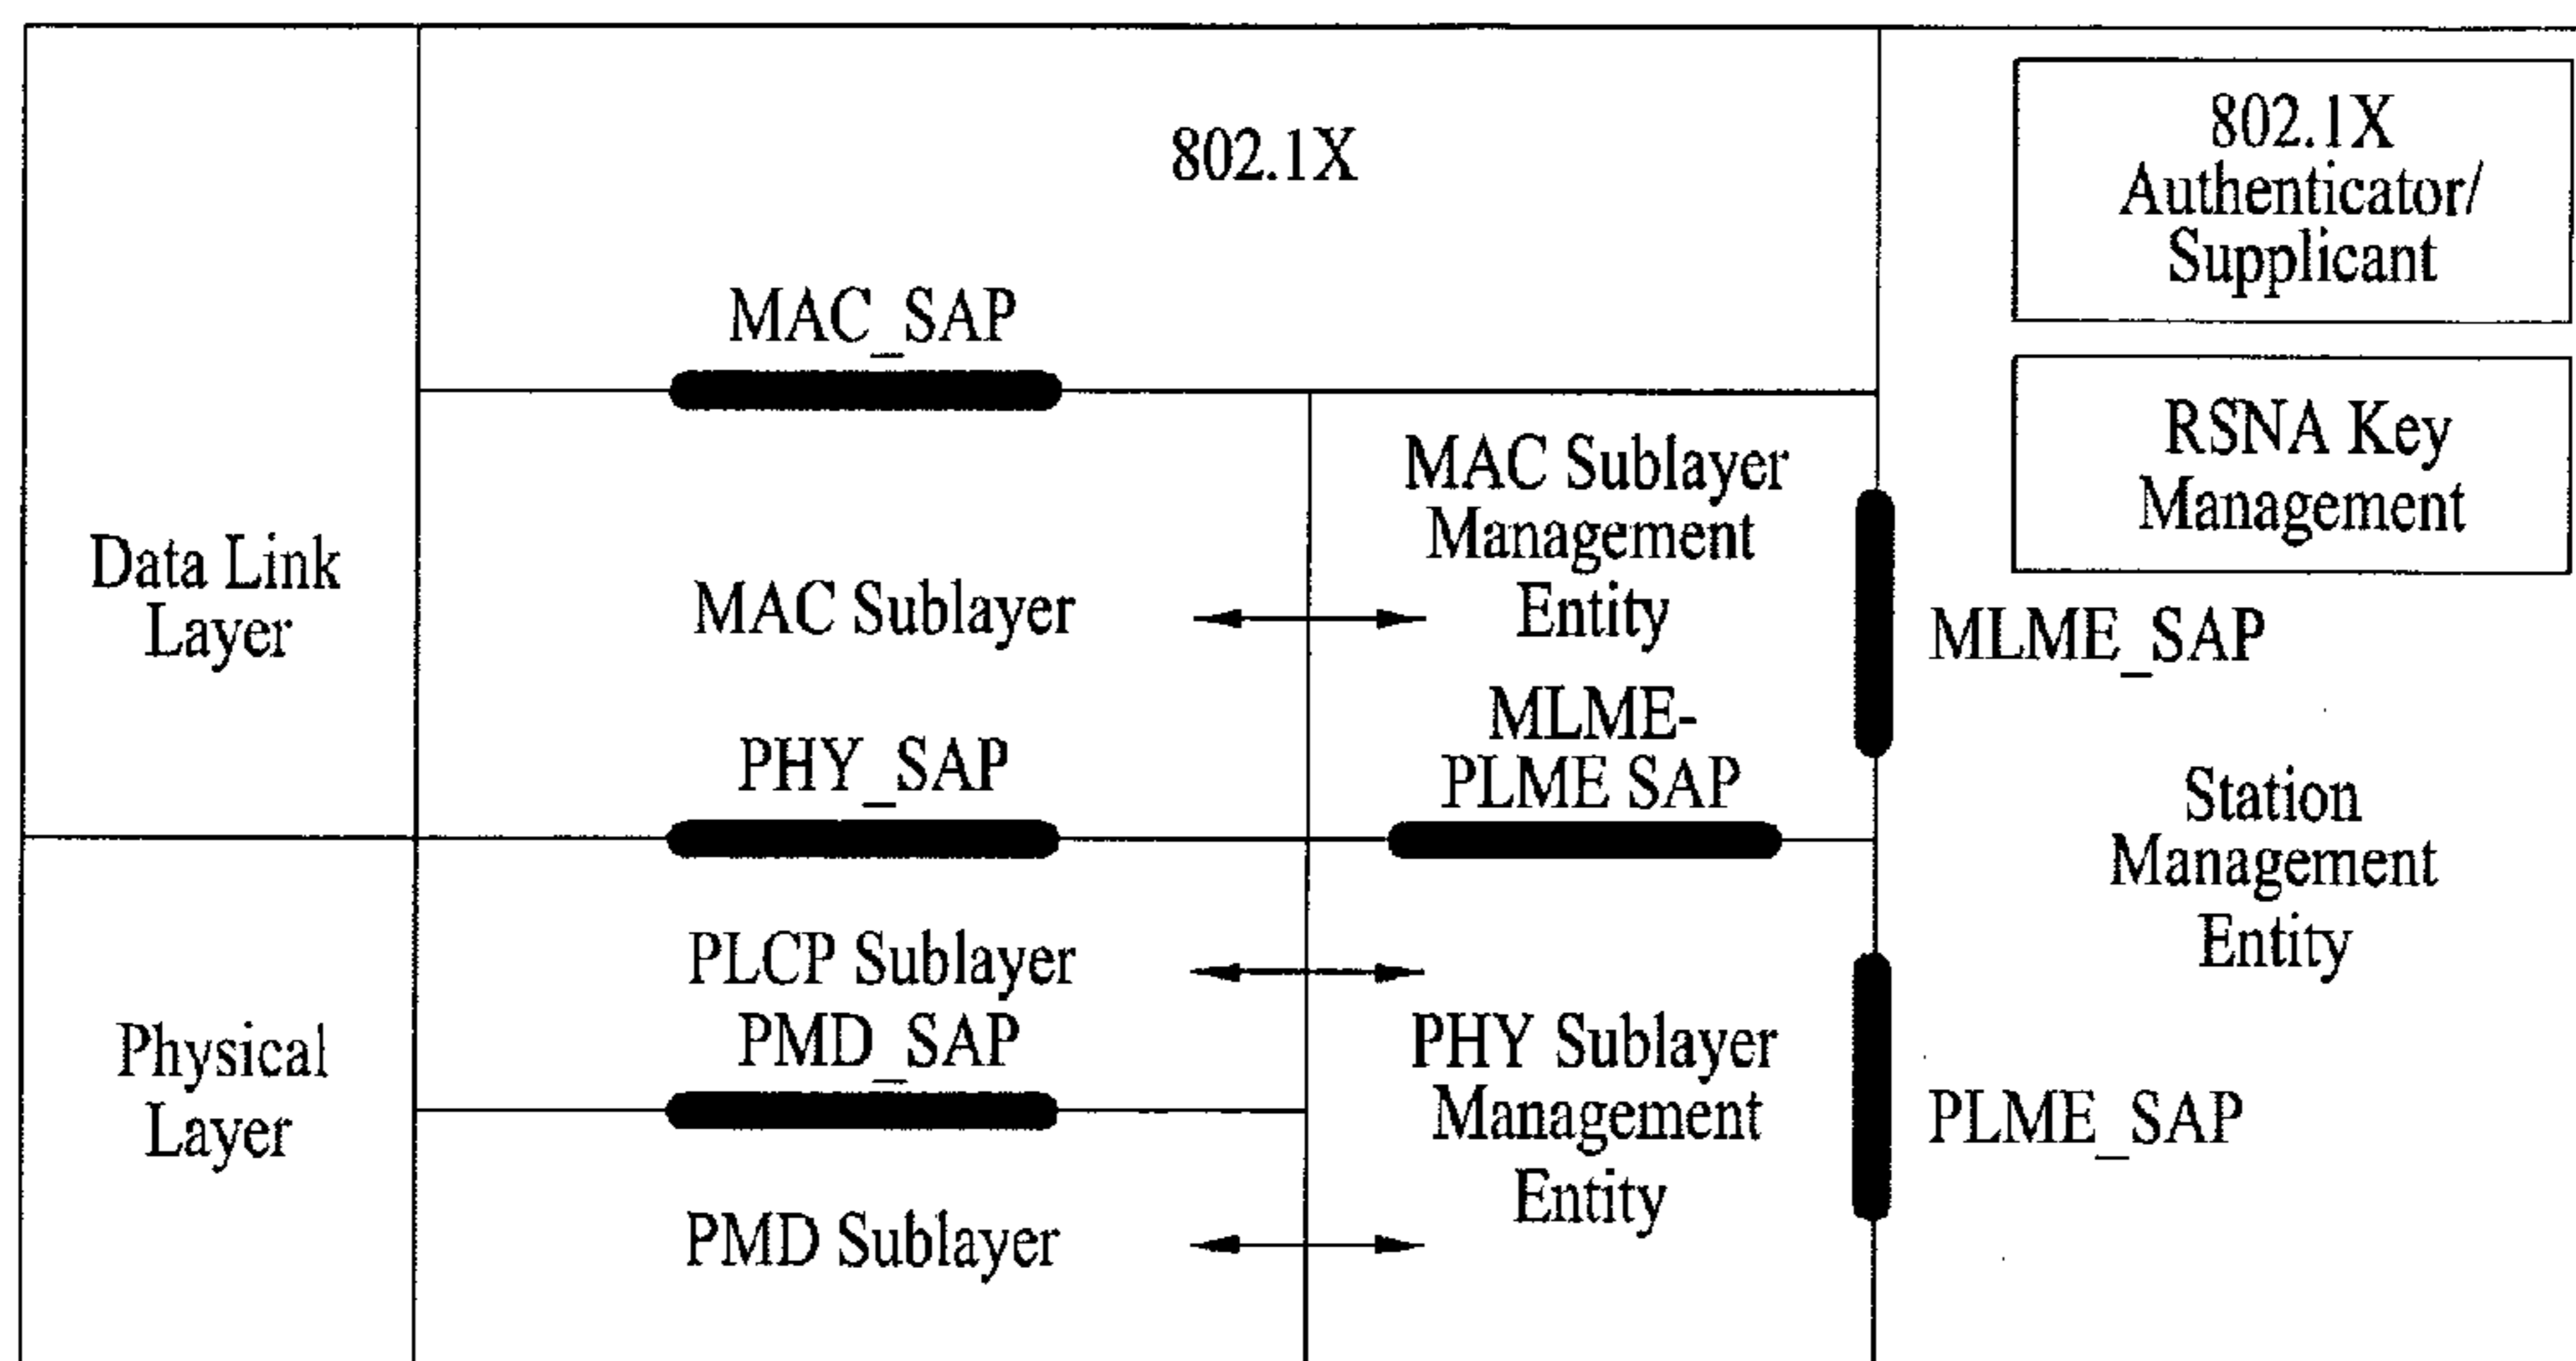 802.1X
802.1X
Authenticator/
Supplicant
MAC_SAP
RSNA Key
Management
Data Link
Layer
MAC Sublayer
MAC Sublayer
Management
Entity
MLME_SAP
PHY_SAP
MLME-
PLME SAP
Station
Management
Entity
Physical
Layer
PLCP Sublayer
PMD_SAP
PHY Sublayer
Management
Entity
PLME_SAP
PMD Sublayer